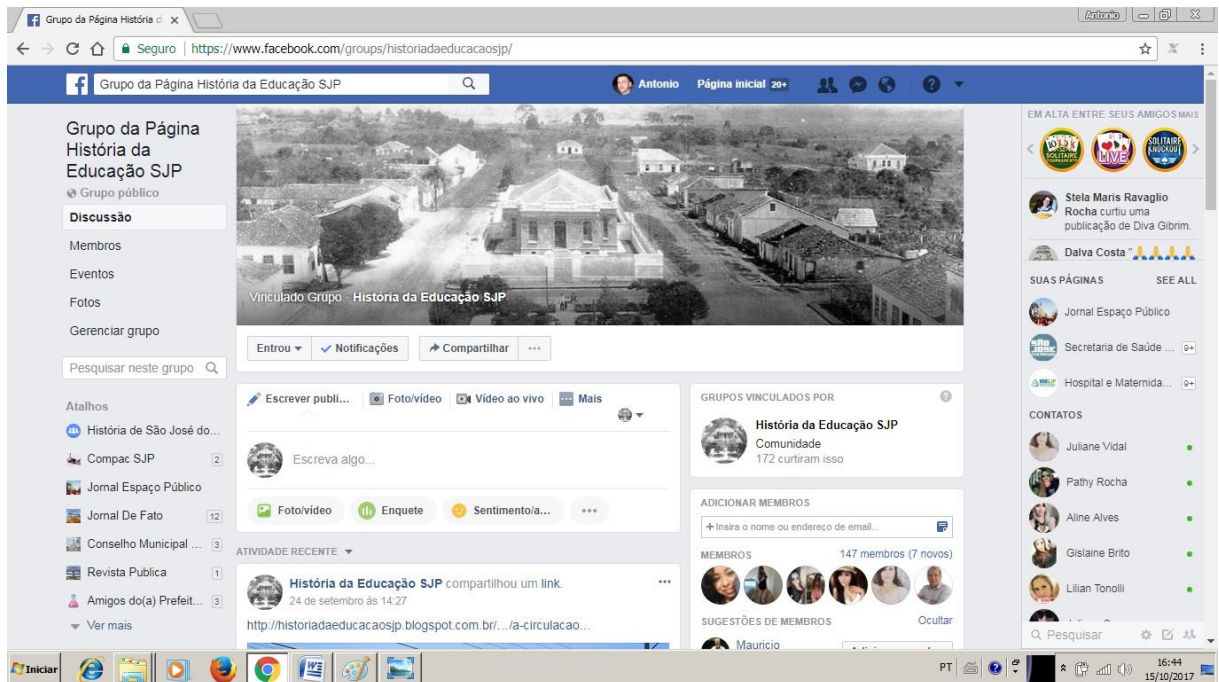 Grupo da Página História d
Antonio
Seguro | https://www.facebook.com/groups/historiadaeducacaosjp/
Grupo da Página História da Educação SJP
Antonio
Página inicial 20+
Grupo da Página
História da
Educação SJP
Grupo público
Discussão
Membros
Eventos
Fotos
Gerenciar grupo
Pesquisar neste grupo
Atalhos
História de São José do...
Compac SJP 2
Jornal Espaço Público
Jornal De Fato 12
Conselho Municipal ... 3
Revista Publica 1
Amigos do(a) Prefeit... 3
Ver mais
Vinculado Grupo · História da Educação SJP
Entrou
Notificações
Compartilhar
Escrever publi...
Foto/vídeo
Vídeo ao vivo
Mais
Escreva algo...
Foto/vídeo
Enquete
Sentimento/a...
ATIVIDADE RECENTE
História da Educação SJP compartilhou um link.
24 de setembro às 14:27
http://historiadaeducacaosjp.blogspot.com.br/.../a-circulacao...
GRUPOS VINCULADOS POR
História da Educação SJP
Comunidade
172 curtiram isso
ADICIONAR MEMBROS
+ Insira o nome ou endereço de email...
MEMBROS
147 membros (7 novos)
SUGESTÕES DE MEMBROS
Ocultar
Mauricio
EM ALTA ENTRE SEUS AMIGOS MAIS
SOLITAIRE
LIVE
SOLITAIRE
Stela Maris Ravaglio
Rocha curtiu uma
publicação de Diva Gibrim.
Dalva Costa "
SUAS PÁGINAS
SEE ALL
Jornal Espaço Público
Secretaria de Saúde ... 9+
Hospital e Maternida... 9+
CONTATOS
Juliane Vidal
Pathy Rocha
Aline Alves
Gislaine Brito
Lilian Tonolli
Pesquisar
Iniciar
PT
16:44
15/10/2017